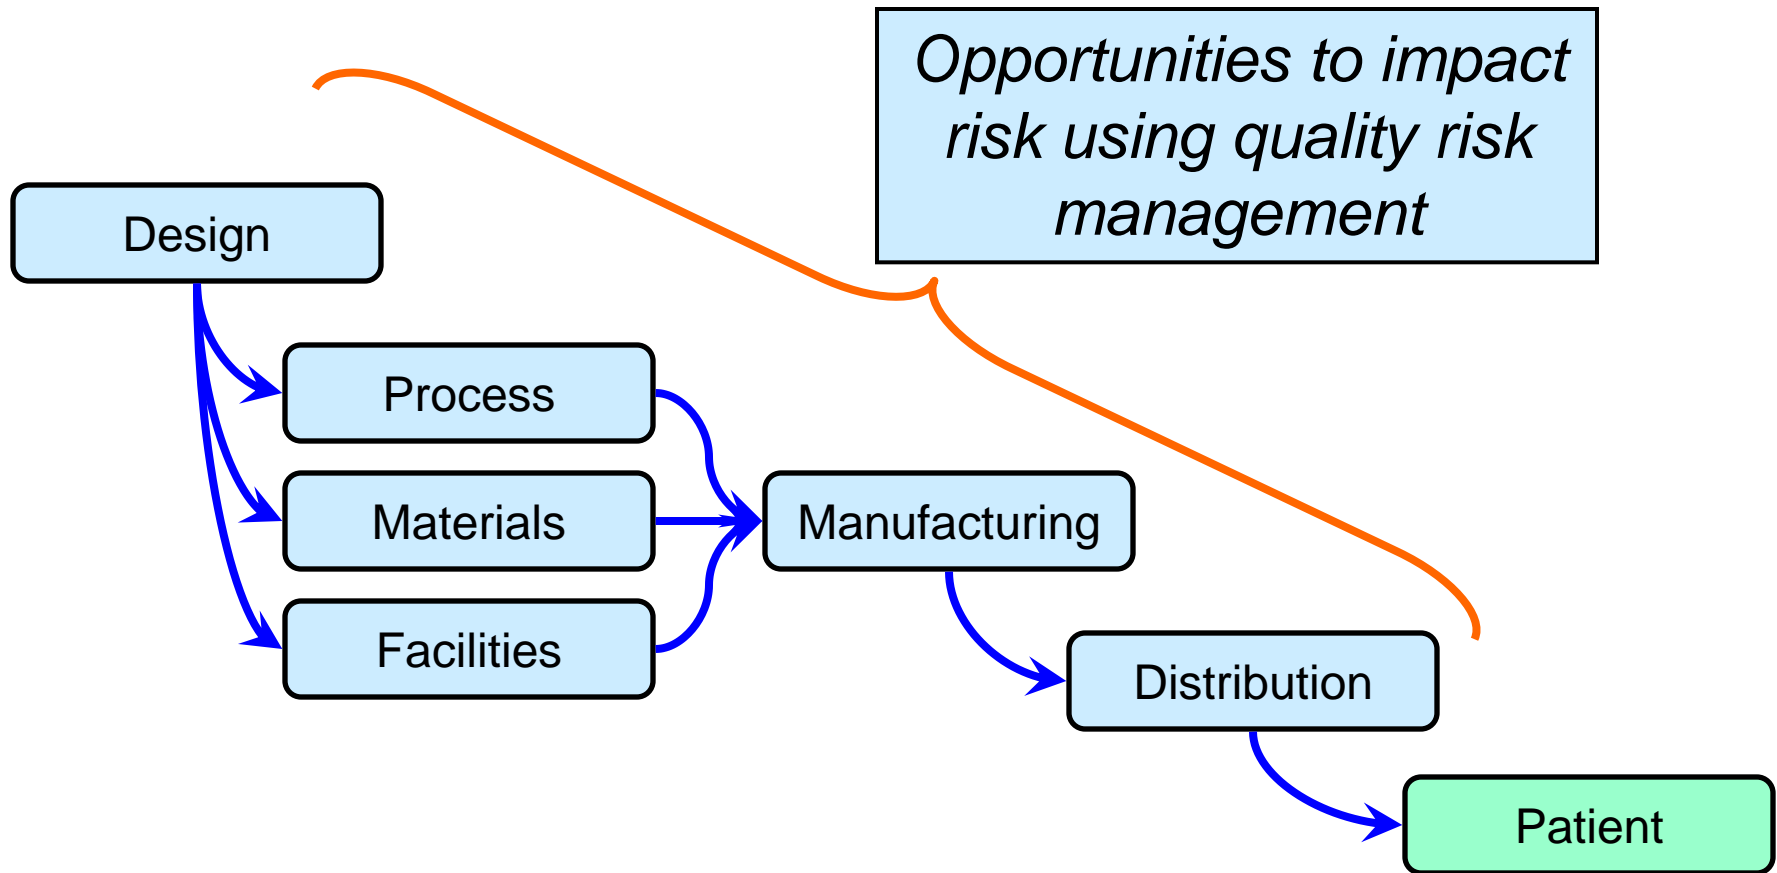 Opportunities to impact
risk using quality risk
management
Design
Process
Materials
Manufacturing
Facilities
Distribution
Patient